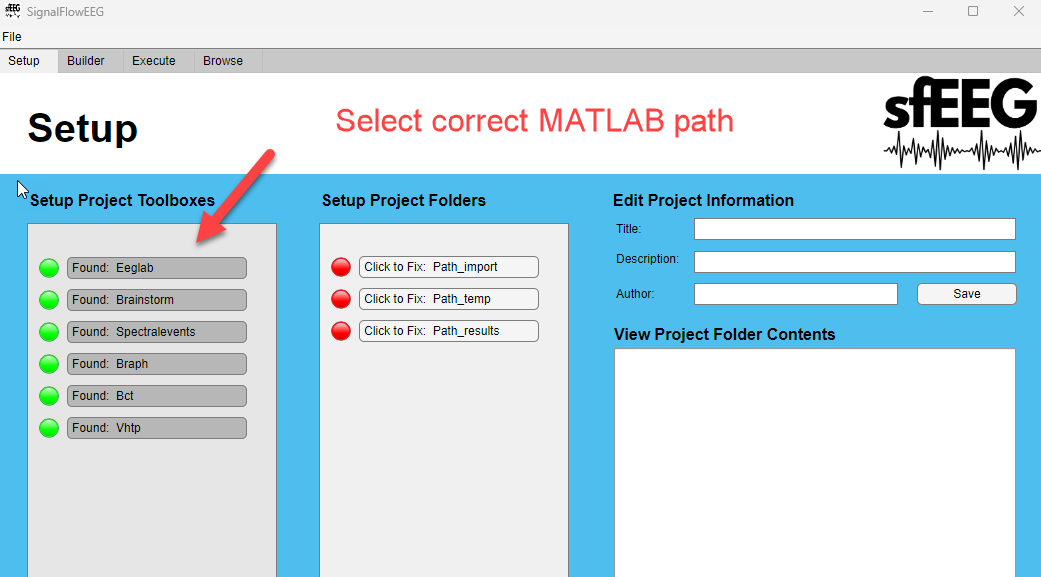 sfEEG SignalFlowEEG
File
Setup Builder Execute Browse
Setup
Select correct MATLAB path
sfEEG
Setup Project Toolboxes
Found: Eeglab
Found: Brainstorm
Found: Spectralevents
Found: Braph
Found: Bct
Found: Vhtp
Setup Project Folders
Click to Fix: Path_import
Click to Fix: Path_temp
Click to Fix: Path_results
Edit Project Information
Title:
Description:
Author:
Save
View Project Folder Contents